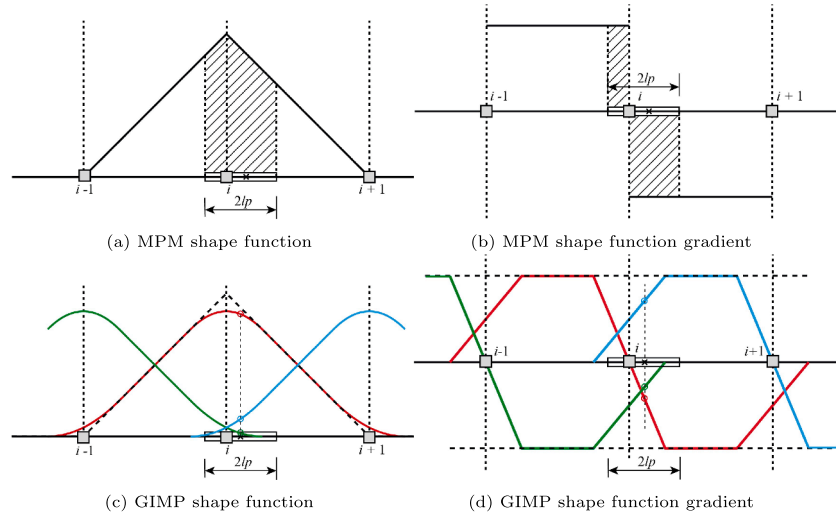 i -1
i
i + 1
2lp
(a) MPM shape function
2lp
i -1
i
i + 1
(b) MPM shape function gradient
i -1
i
i + 1
2lp
(c) GIMP shape function
i-1
i
i+1
2lp
(d) GIMP shape function gradient